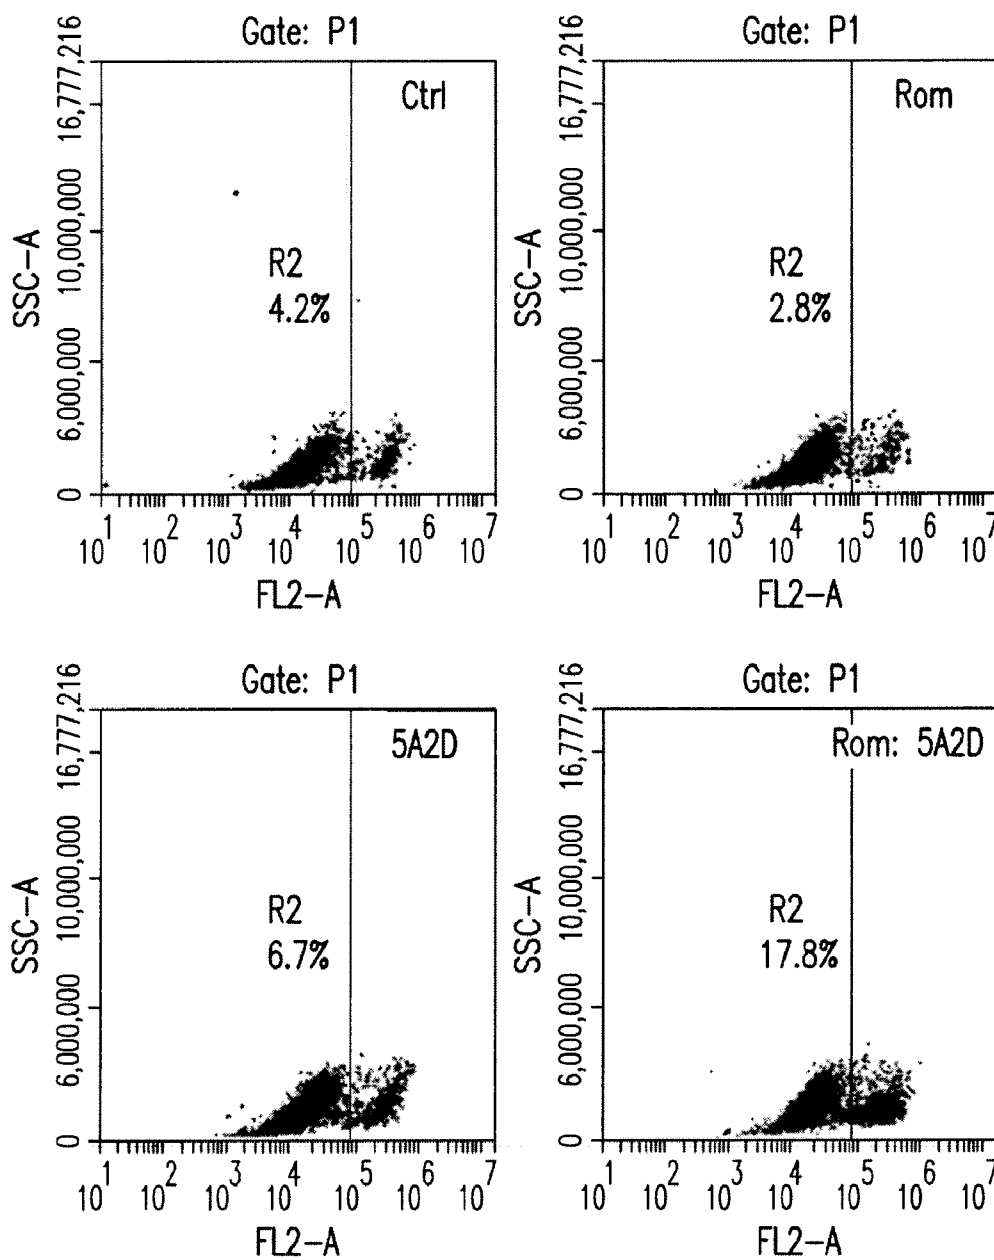 Gate: P1
16,777,216
10,000,000
6,000,000
0
SSC-A
Ctrl
R2
4.2%
10^1 10^2 10^3 10^4 10^5 10^6 10^7
FL2-A
Gate: P1
16,777,216
10,000,000
6,000,000
0
SSC-A
Rom
R2
2.8%
10^1 10^2 10^3 10^4 10^5 10^6 10^7
FL2-A
Gate: P1
16,777,216
10,000,000
6,000,000
0
SSC-A
5A2D
R2
6.7%
10^1 10^2 10^3 10^4 10^5 10^6 10^7
FL2-A
Gate: P1
16,777,216
10,000,000
6,000,000
0
SSC-A
Rom: 5A2D
R2
17.8%
10^1 10^2 10^3 10^4 10^5 10^6 10^7
FL2-A